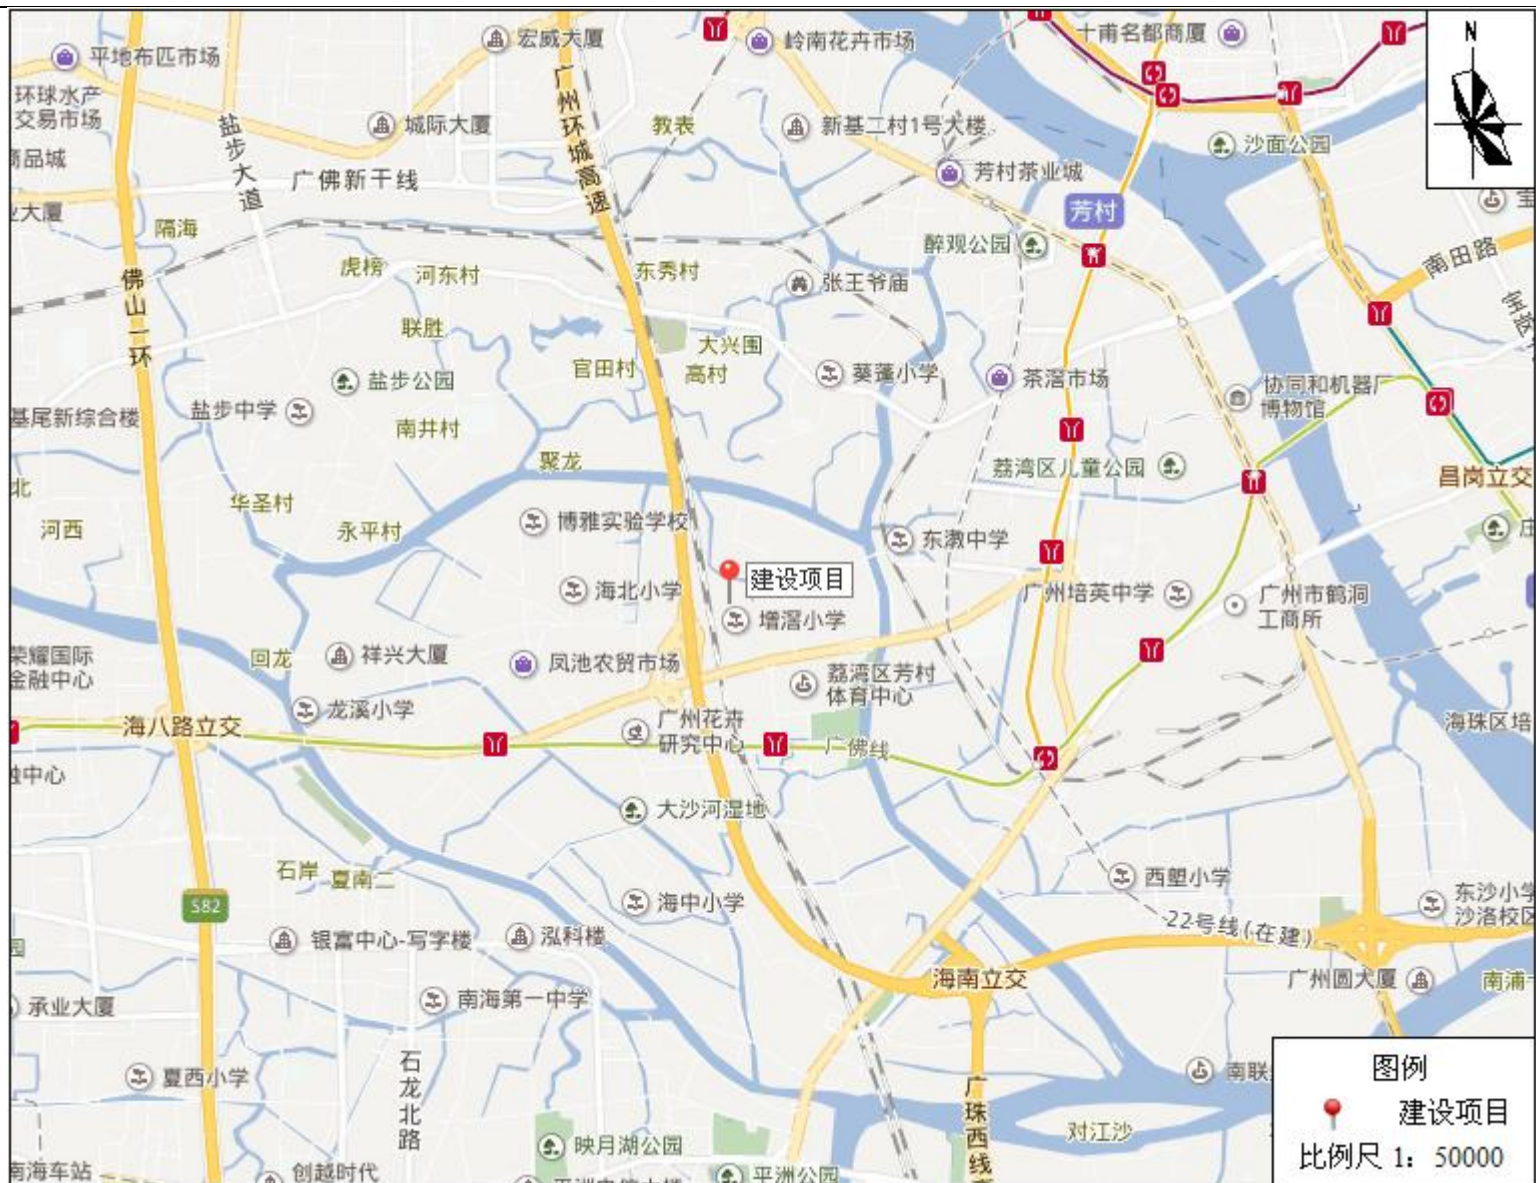 宏威大厦
岭南花卉市场
十甫名都商厦
N
平地布匹市场
环球水产
交易市场
城际大厦
教表
新基二村1号大楼
沙面公园
广州环城高速
盐步大道
商品城
广佛新干线
芳村茶业城
芳村
业大厦
隔海
醉观公园
南田路
虎榜
河东村
东秀村
张王爷庙
佛山一环
联胜
大兴围
官田村
高村
葵蓬小学
茶滘市场
协同和机器厂
博物馆
盐步公园
盐步中学
基尾新综合楼
南井村
聚龙
荔湾区儿童公园
昌岗立交
北
华圣村
河西
永平村
博雅实验学校
东漖中学
庄
建设项目
海北小学
增滘小学
广州培英中学
广州市鹤洞
工商所
荣耀国际
金融中心
回龙
祥兴大厦
凤池农贸市场
荔湾区芳村
体育中心
龙溪小学
海八路立交
广州花卉
研究中心
广佛线
海珠区培
融中心
大沙河湿地
石岸
夏南二
西塱小学
S82
海中小学
东沙小学
沙洛校区
22号线(在建)
银富中心-写字楼
泓科楼
园
海南立交
广州圆大厦
南浦
承业大厦
南海第一中学
夏西小学
石龙北路
南联
图例
建设项目
比例尺 1：50000
广珠西线
对江沙
映月湖公园
平洲公园
南海车站
创越时代